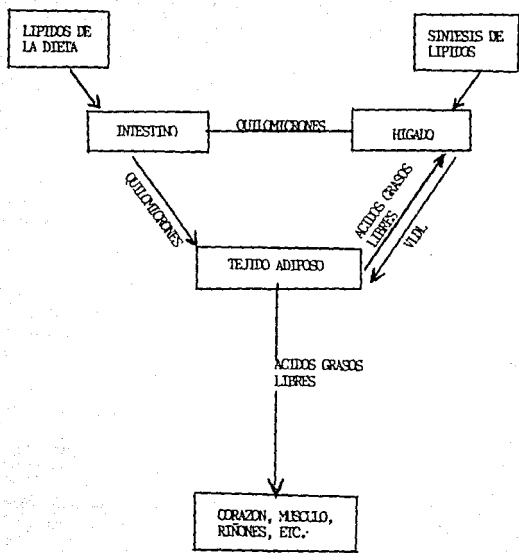 LIPIDOS DE
LA DIETA
SINTESIS DE
LIPIDOS
INTESTINO
QUILOMICRONES
HIGADO
QUILOMICRONES
ACIDOS GRASOS
LIBRES
VLDL
TEJIDO ADIPOSO
ACIDOS GRASOS
LIBRES
CORAZON, MUSCULO,
RIÑONES, ETC.